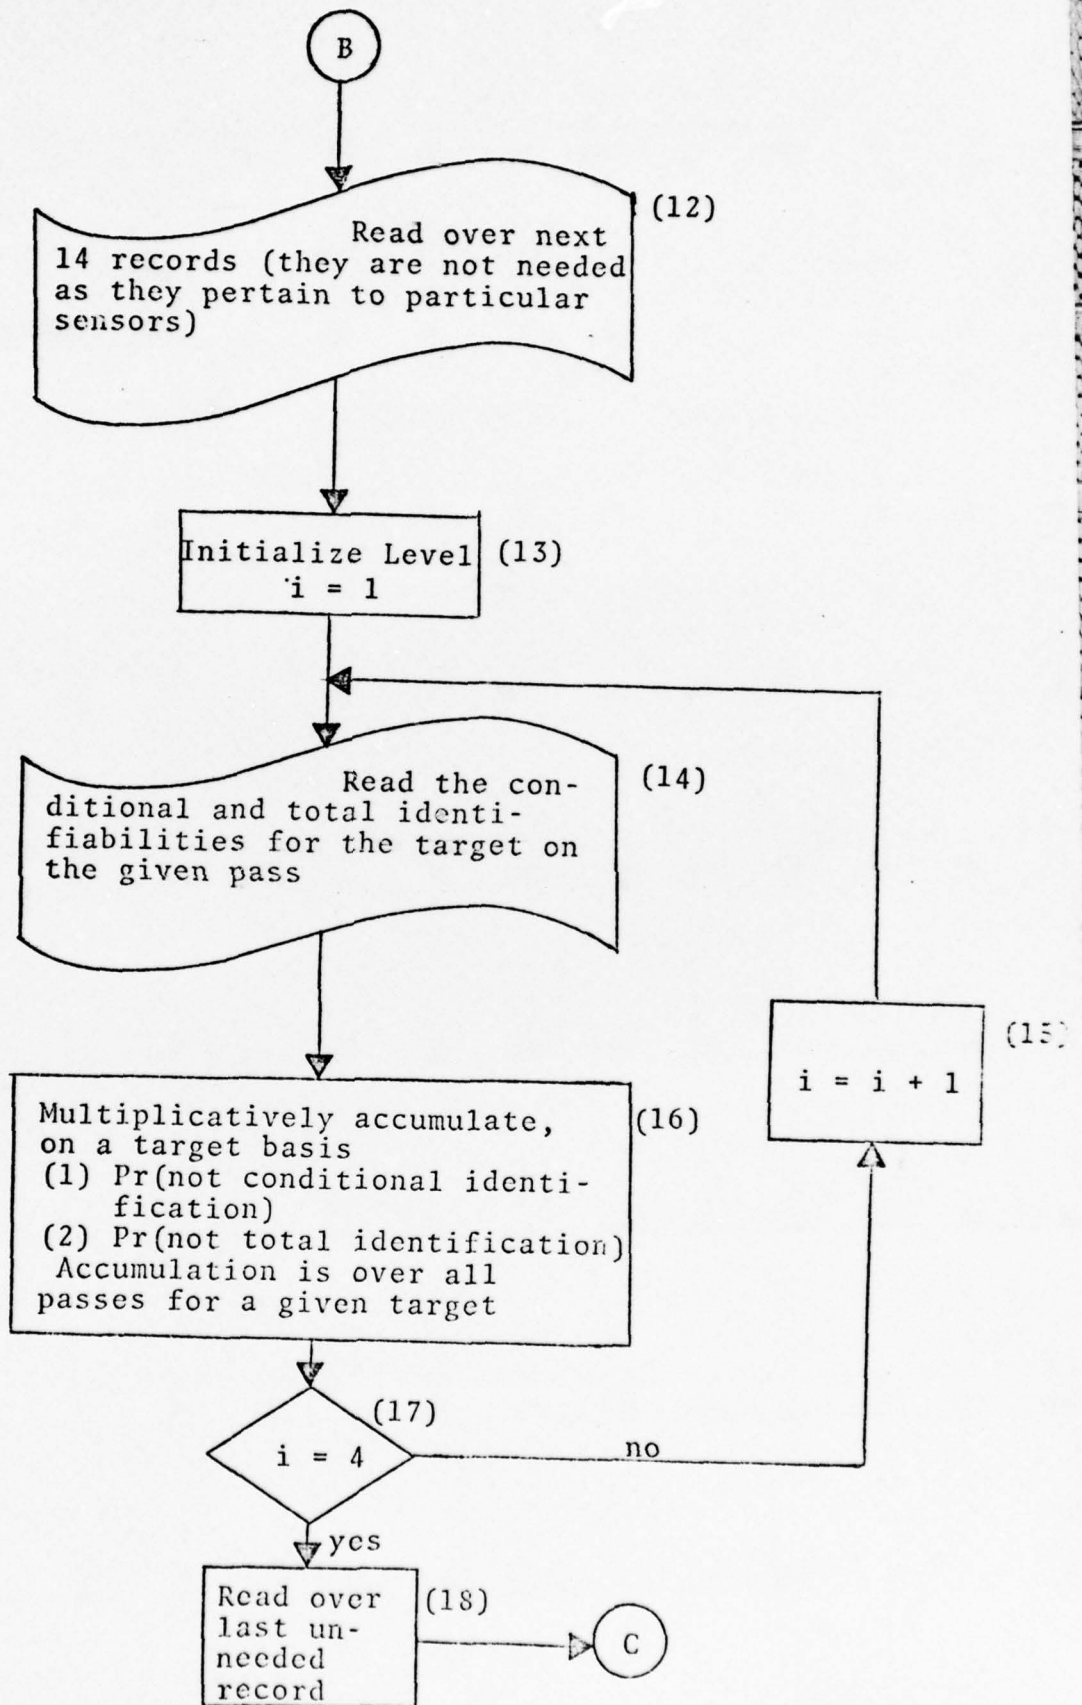 B
(12)
Read over next
14 records (they are not needed
as they pertain to particular
sensors)
Initialize Level
i = 1
(13)
(14)
Read the con-
ditional and total identi-
fiabilities for the target on
the given pass
(15)
i = i + 1
Multiplicatively accumulate,
on a target basis
(1) Pr(not conditional identi-
fication)
(2) Pr(not total identification)
Accumulation is over all
passes for a given target
(16)
(17)
i = 4
no
yes
Read over
last un-
needed
record
(18)
C